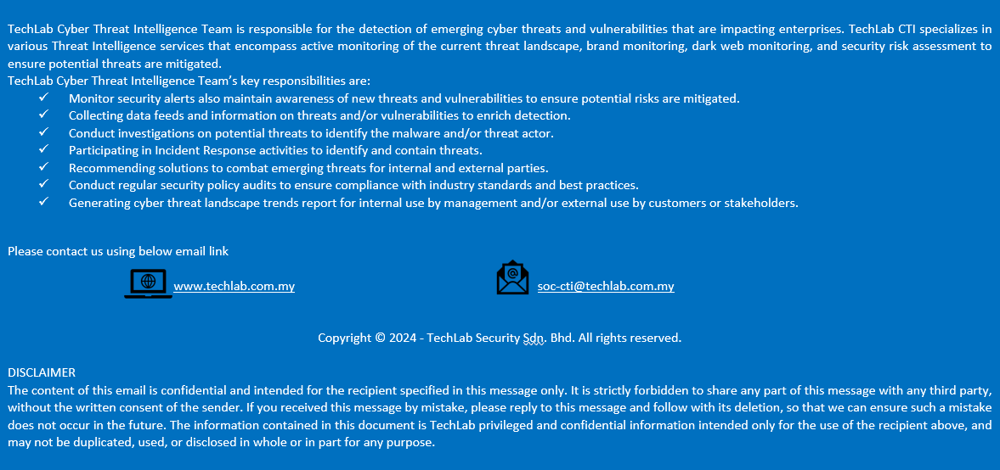 TechLab Cyber Threat Intelligence Team is responsible for the detection of emerging cyber threats and vulnerabilities that are impacting enterprises. TechLab CTI specializes in
various Threat Intelligence services that encompass active monitoring of the current threat landscape, brand monitoring, dark web monitoring, and security risk assessment to
ensure potential threats are mitigated.
TechLab Cyber Threat Intelligence Team's key responsibilities are:
✓ Monitor security alerts also maintain awareness of new threats and vulnerabilities to ensure potential risks are mitigated.
✓ Collecting data feeds and information on threats and/or vulnerabilities to enrich detection.
✓ Conduct investigations on potential threats to identify the malware and/or threat actor.
✓ Participating in Incident Response activities to identify and contain threats.
✓ Recommending solutions to combat emerging threats for internal and external parties.
✓ Conduct regular security policy audits to ensure compliance with industry standards and best practices.
✓ Generating cyber threat landscape trends report for internal use by management and/or external use by customers or stakeholders.
Please contact us using below email link
www.techlab.com.my soc-cti@techlab.com.my
Copyright © 2024 - TechLab Security Sdn. Bhd. All rights reserved.
DISCLAIMER
The content of this email is confidential and intended for the recipient specified in this message only. It is strictly forbidden to share any part of this message with any third party,
without the written consent of the sender. If you received this message by mistake, please reply to this message and follow with its deletion, so that we can ensure such a mistake
does not occur in the future. The information contained in this document is TechLab privileged and confidential information intended only for the use of the recipient above, and
may not be duplicated, used, or disclosed in whole or in part for any purpose.